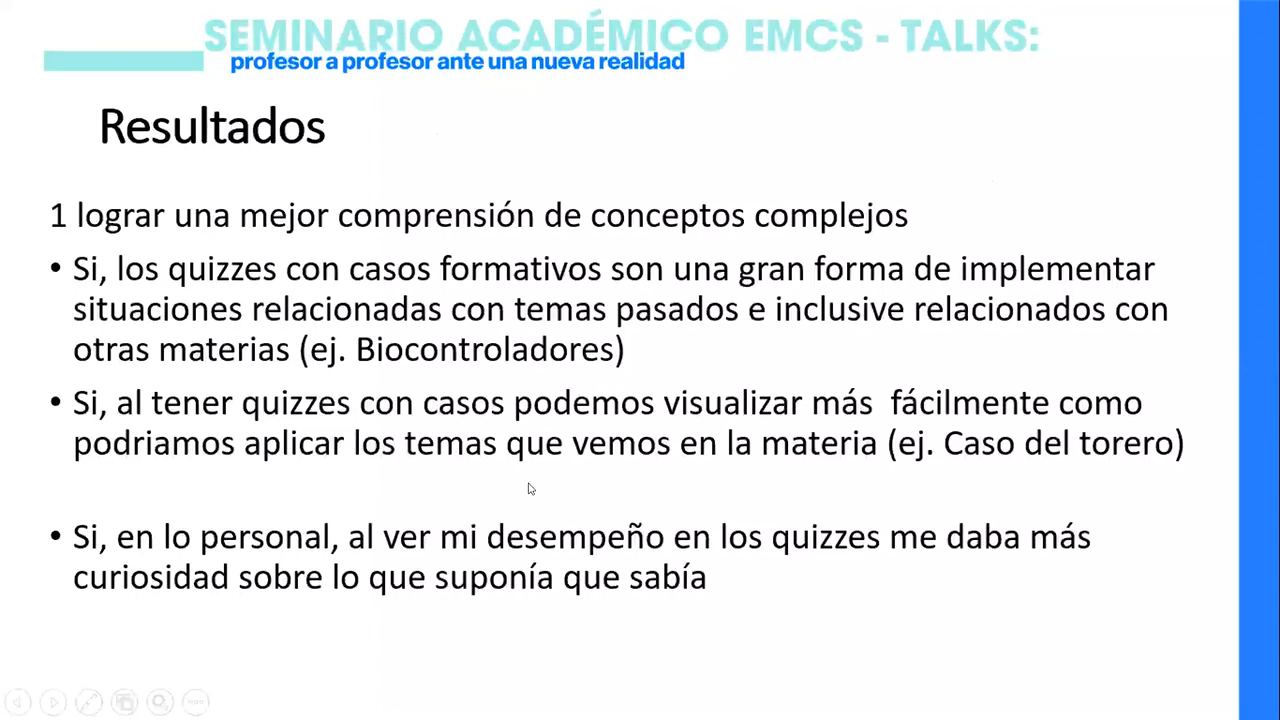 SEMINARIO ACADÉMICO EMCS - TALKS:
profesor a profesor ante una nueva realidad
Resultados
1 lograr una mejor comprensión de conceptos complejos
• Si, los quizzes con casos formativos son una gran forma de implementar
situaciones relacionadas con temas pasados e inclusive relacionados con
otras materias (ej. Biocontroladores)
• Si, al tener quizzes con casos podemos visualizar más  fácilmente como
podriamos aplicar los temas que vemos en la materia (ej. Caso del torero)
• Si, en lo personal, al ver mi desempeño en los quizzes me daba más
curiosidad sobre lo que suponía que sabía